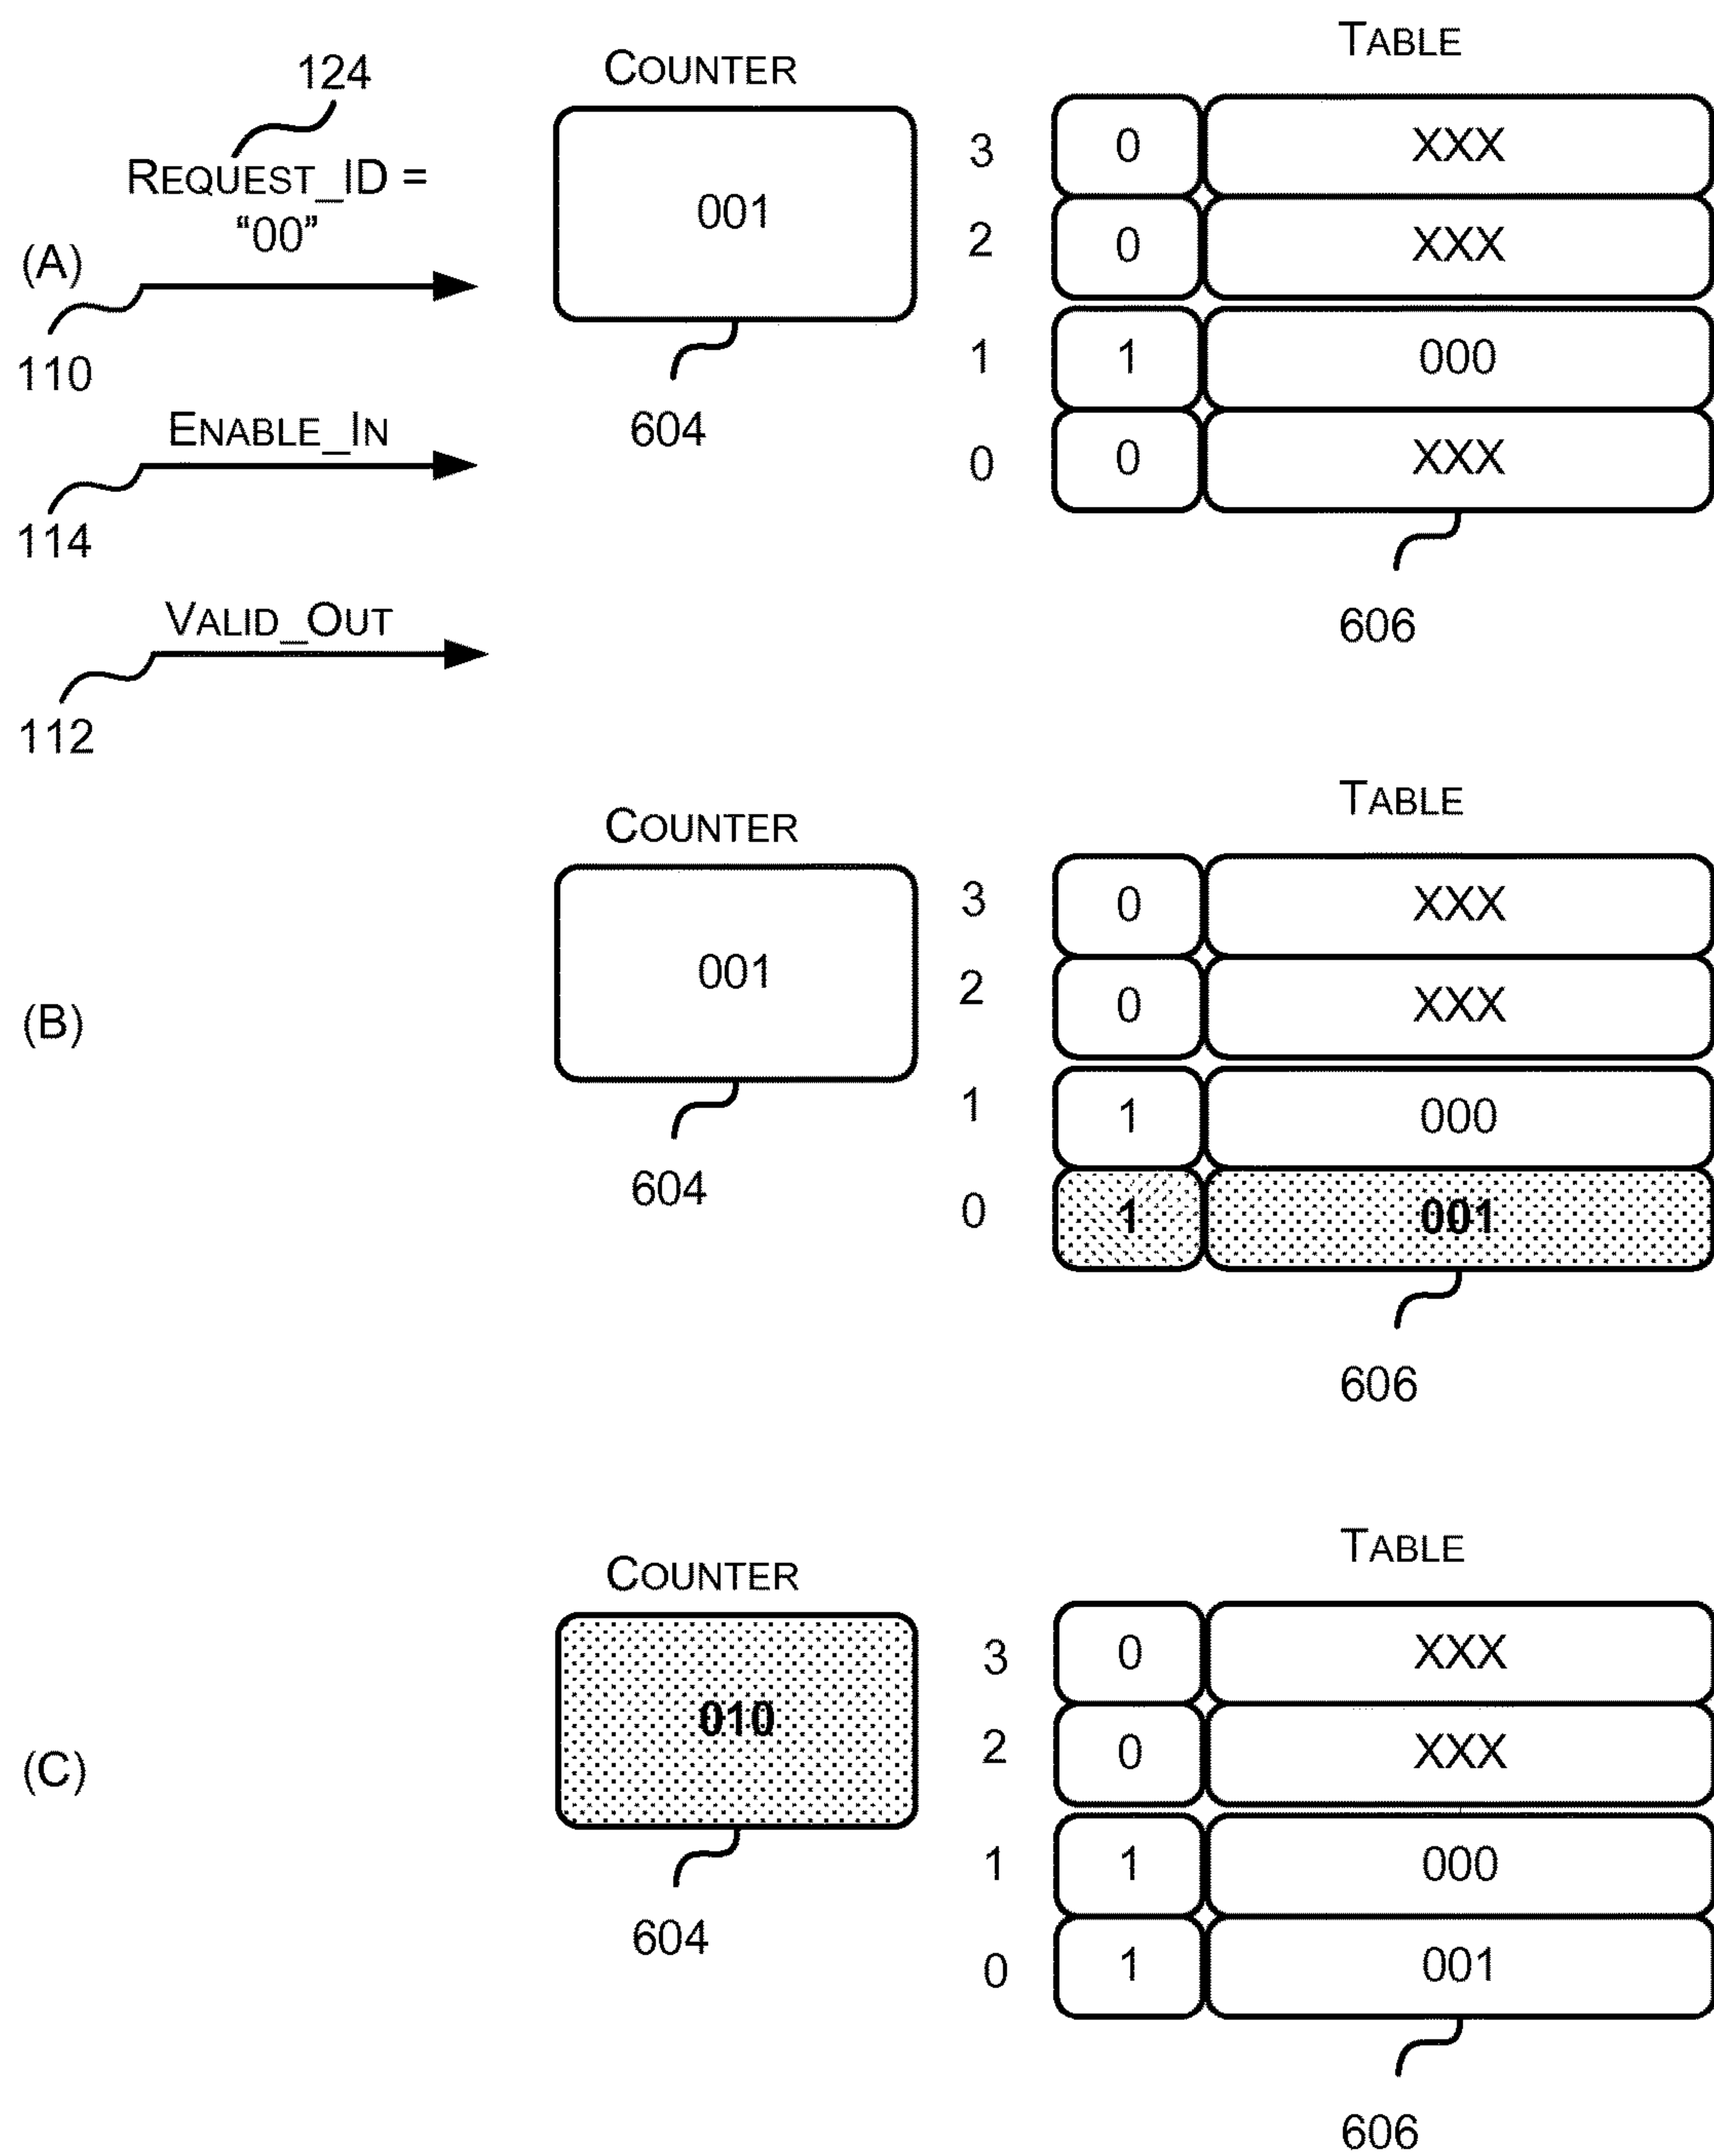 124
REQUEST_ID =
“00”
(A)
110
ENABLE_IN
114
VALID_OUT
112
COUNTER
001
604
TABLE
3 0 XXX
2 0 XXX
1 1 000
0 0 XXX
606
(B)
COUNTER
001
604
TABLE
3 0 XXX
2 0 XXX
1 1 000
0 1 001
606
(C)
COUNTER
010
604
TABLE
3 0 XXX
2 0 XXX
1 1 000
0 1 001
606